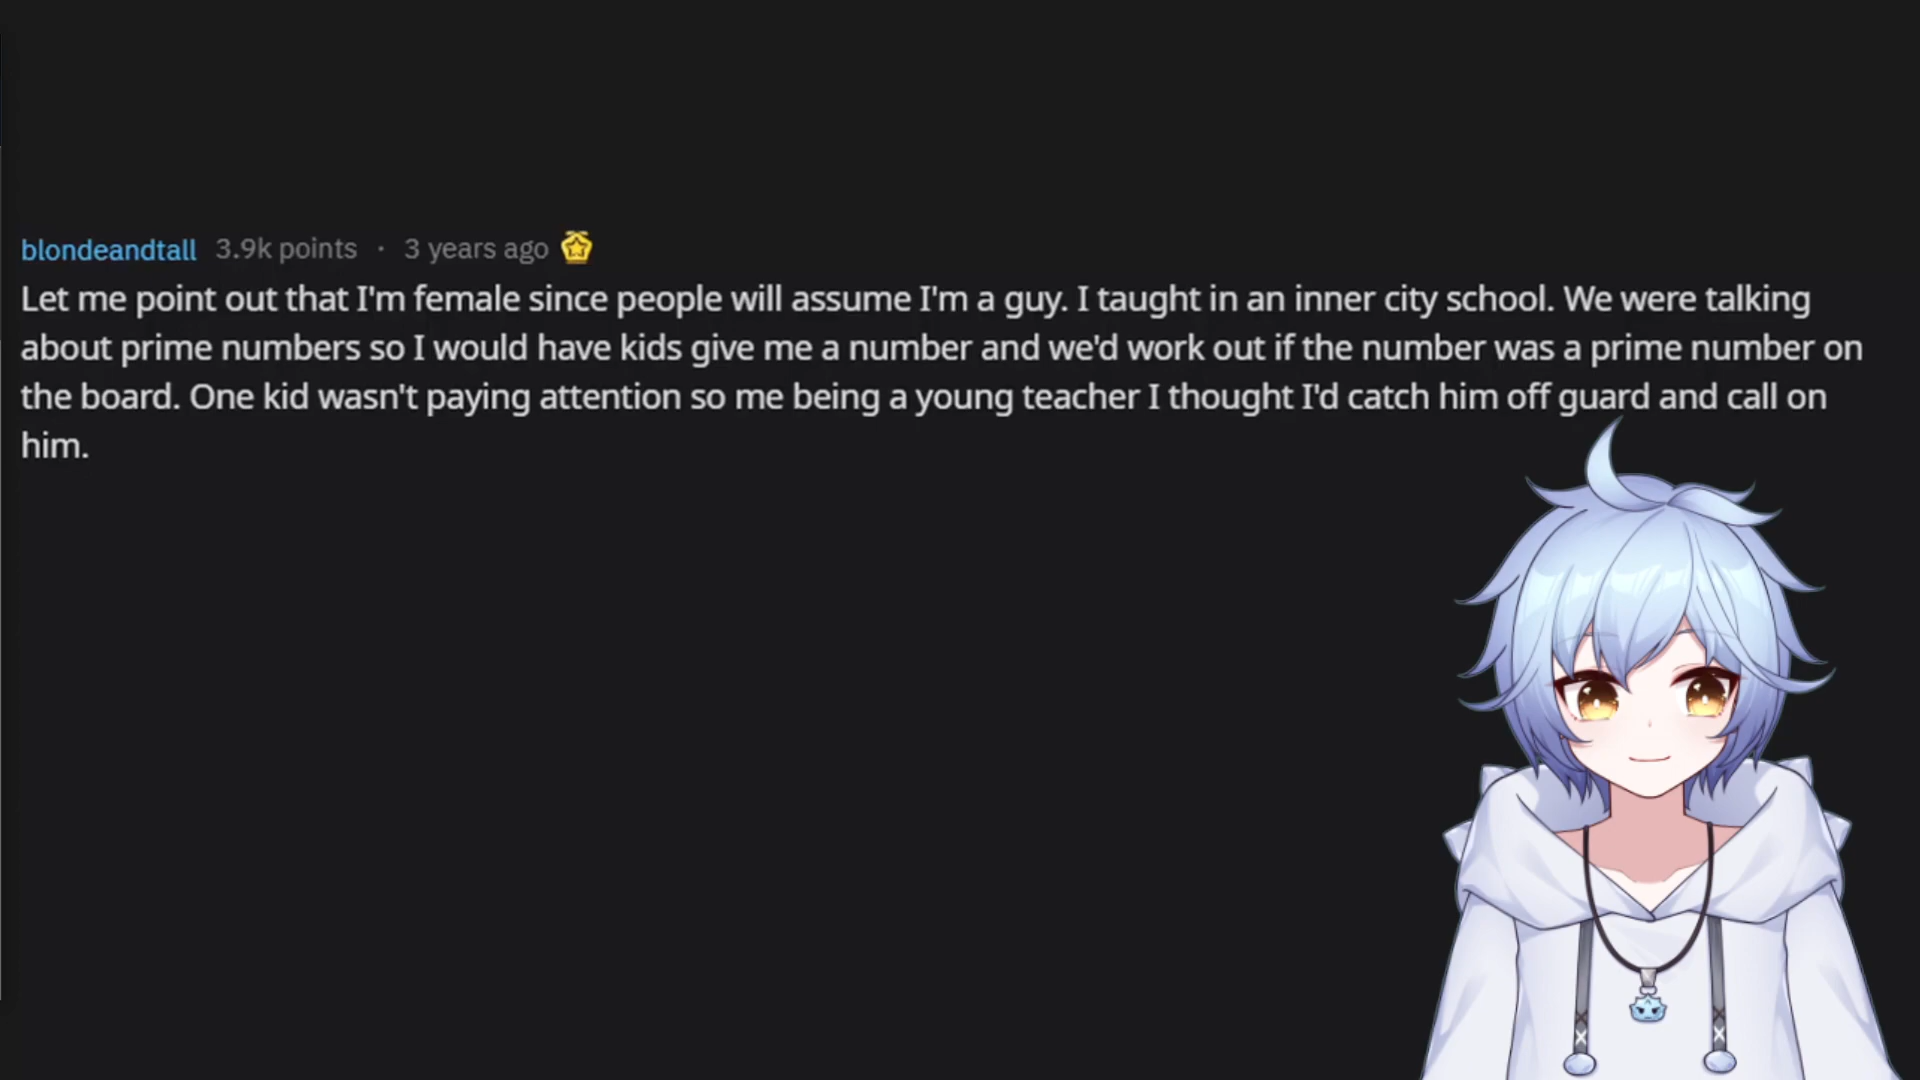 blondeandtall 3.9k points · 3 years ago
Let me point out that I'm female since people will assume I'm a guy. I taught in an inner city school. We were talking
about prime numbers so I would have kids give me a number and we'd work out if the number was a prime number on
the board. One kid wasn't paying attention so me being a young teacher I thought I'd catch him off guard and call on
him.